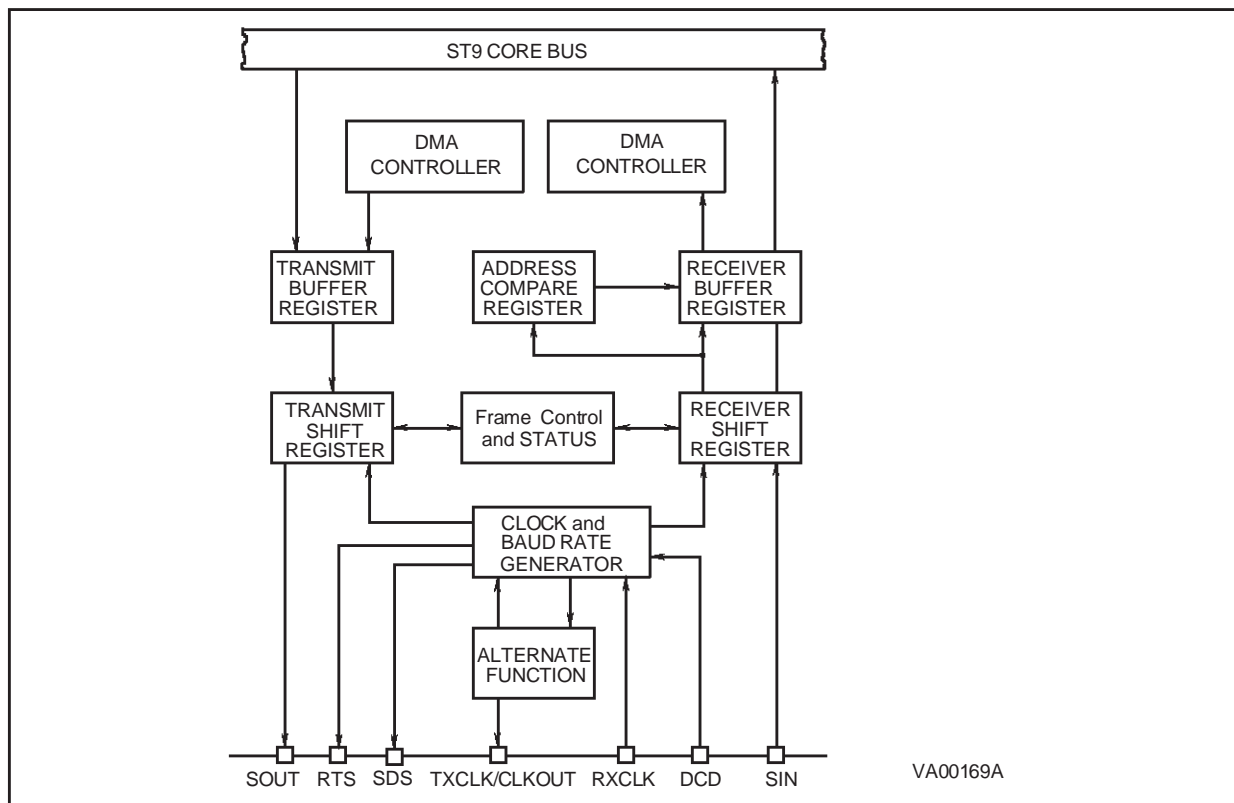 ST9 CORE BUS
DMA
CONTROLLER
DMA
CONTROLLER
TRANSMIT
BUFFER
REGISTER
ADDRESS
COMPARE
REGISTER
RECEIVER
BUFFER
REGISTER
TRANSMIT
SHIFT
REGISTER
Frame Control
and STATUS
RECEIVER
SHIFT
REGISTER
CLOCK and
BAUD RATE
GENERATOR
ALTERNATE
FUNCTION
SOUT RTS SDS TXCLK/CLKOUT RXCLK DCD SIN
VA00169A